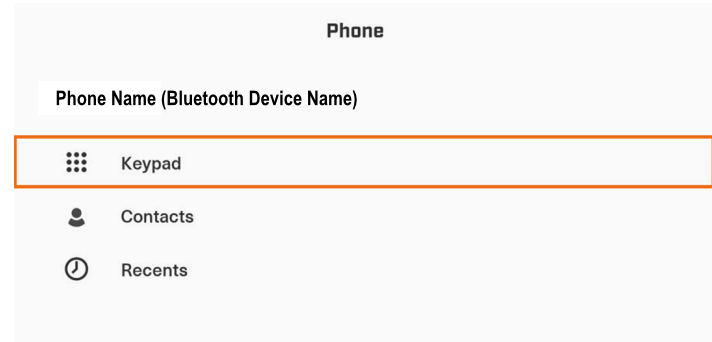 Phone
Phone Name (Bluetooth Device Name)
Keypad
Contacts
Recents